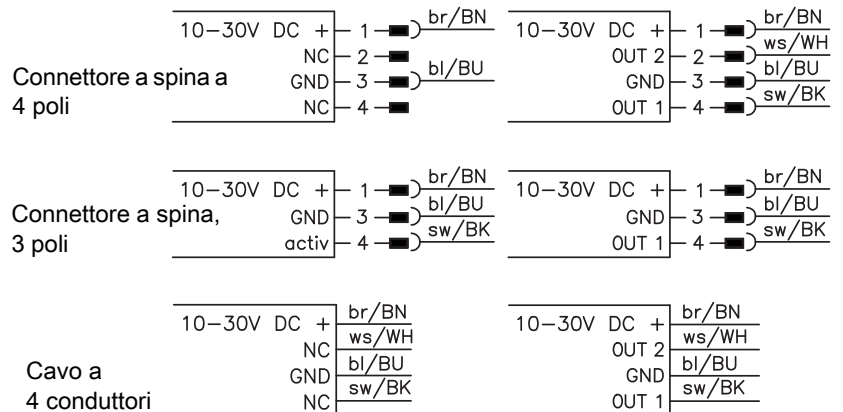 Connettore a spina a
4 poli
10–30V DC + 1 br/BN
NC 2
GND 3 bl/BU
NC 4
10–30V DC + 1 br/BN
OUT 2 2 ws/WH
GND 3 bl/BU
OUT 1 4 sw/BK
Connettore a spina,
3 poli
10–30V DC + 1 br/BN
GND 3 bl/BU
activ 4 sw/BK
10–30V DC + 1 br/BN
GND 3 bl/BU
OUT 1 4 sw/BK
Cavo a
4 conduttori
10–30V DC + br/BN
NC ws/WH
GND bl/BU
NC sw/BK
10–30V DC + br/BN
OUT 2 ws/WH
GND bl/BU
OUT 1 sw/BK